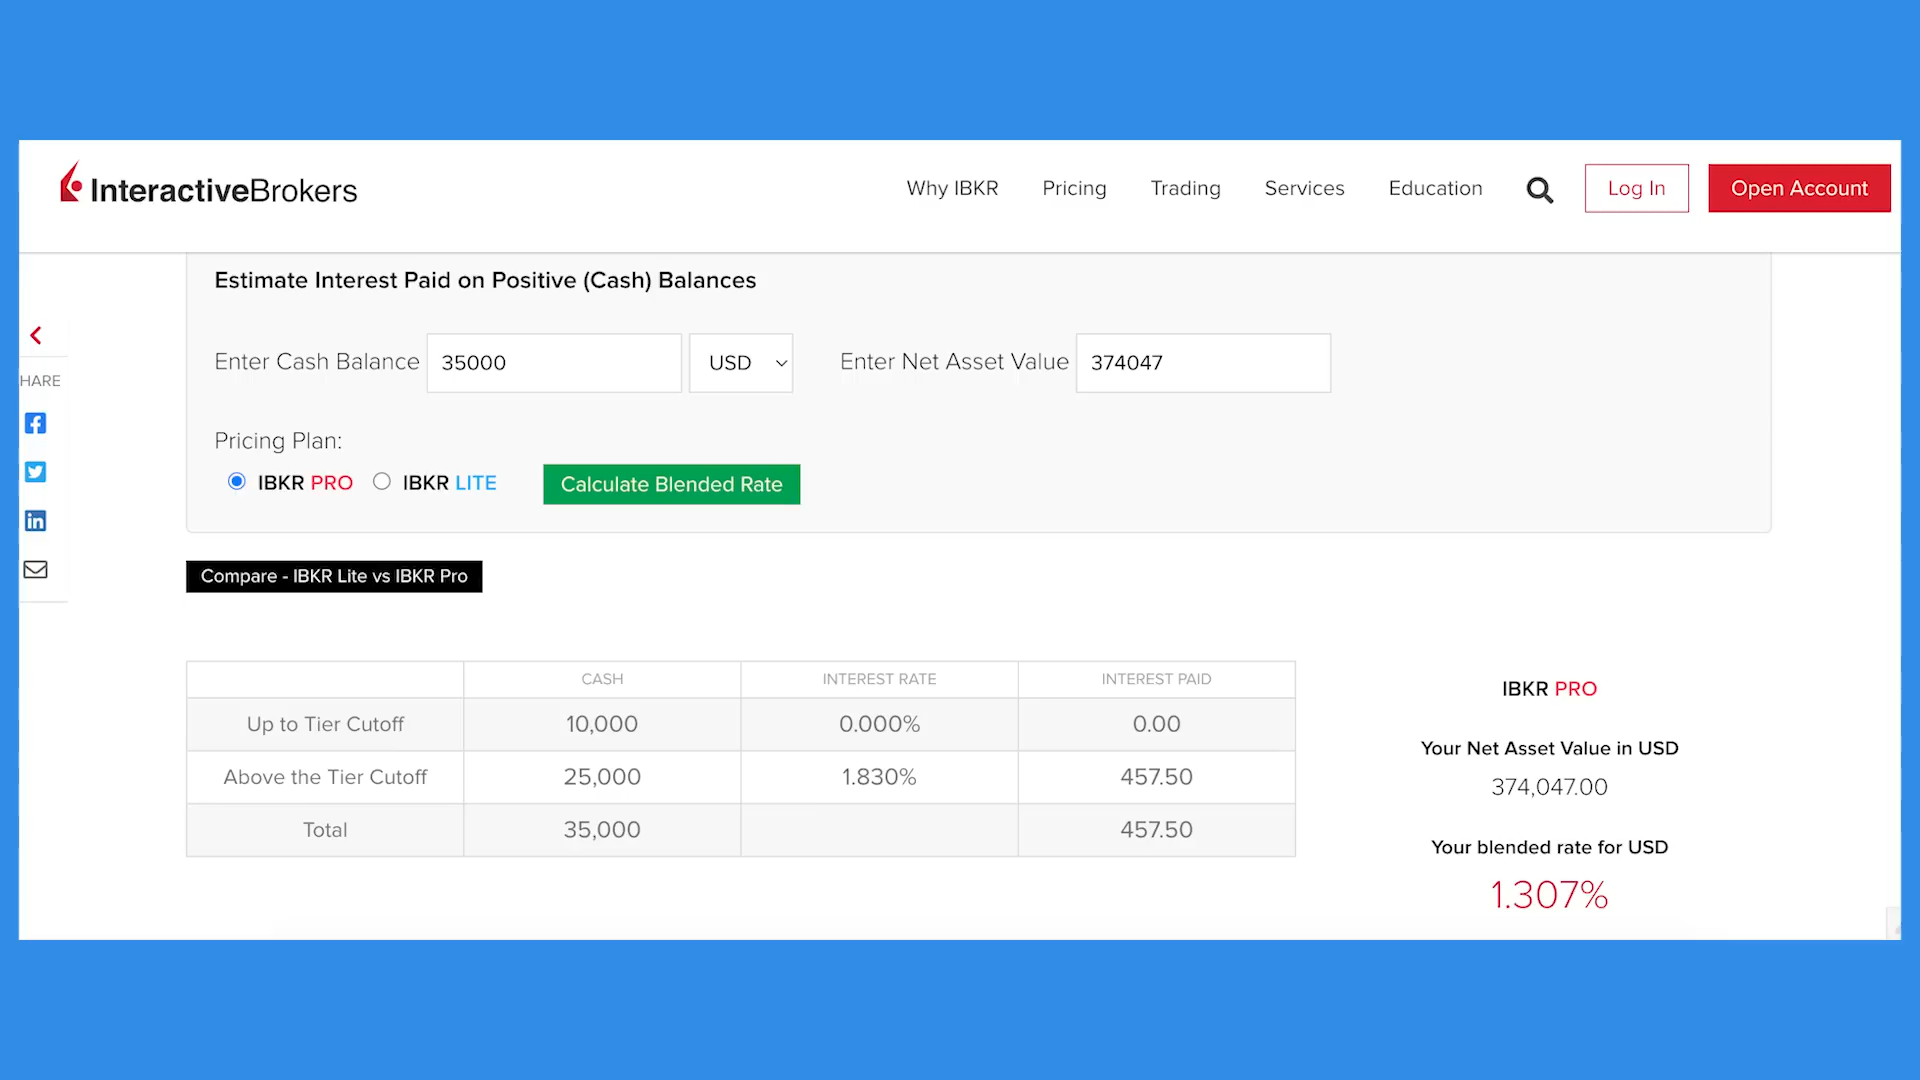 InteractiveBrokers
Why IBKR Pricing Trading Services Education Log In Open Account
Estimate Interest Paid on Positive (Cash) Balances
Enter Cash Balance 35000 USD Enter Net Asset Value 374047
HARE
Pricing Plan:
IBKR PRO IBKR LITE Calculate Blended Rate
Compare - IBKR Lite vs IBKR Pro
CASH INTEREST RATE INTEREST PAID
Up to Tier Cutoff 10,000 0.000% 0.00
Above the Tier Cutoff 25,000 1.830% 457.50
Total 35,000 457.50
IBKR PRO
Your Net Asset Value in USD
374,047.00
Your blended rate for USD
1.307%